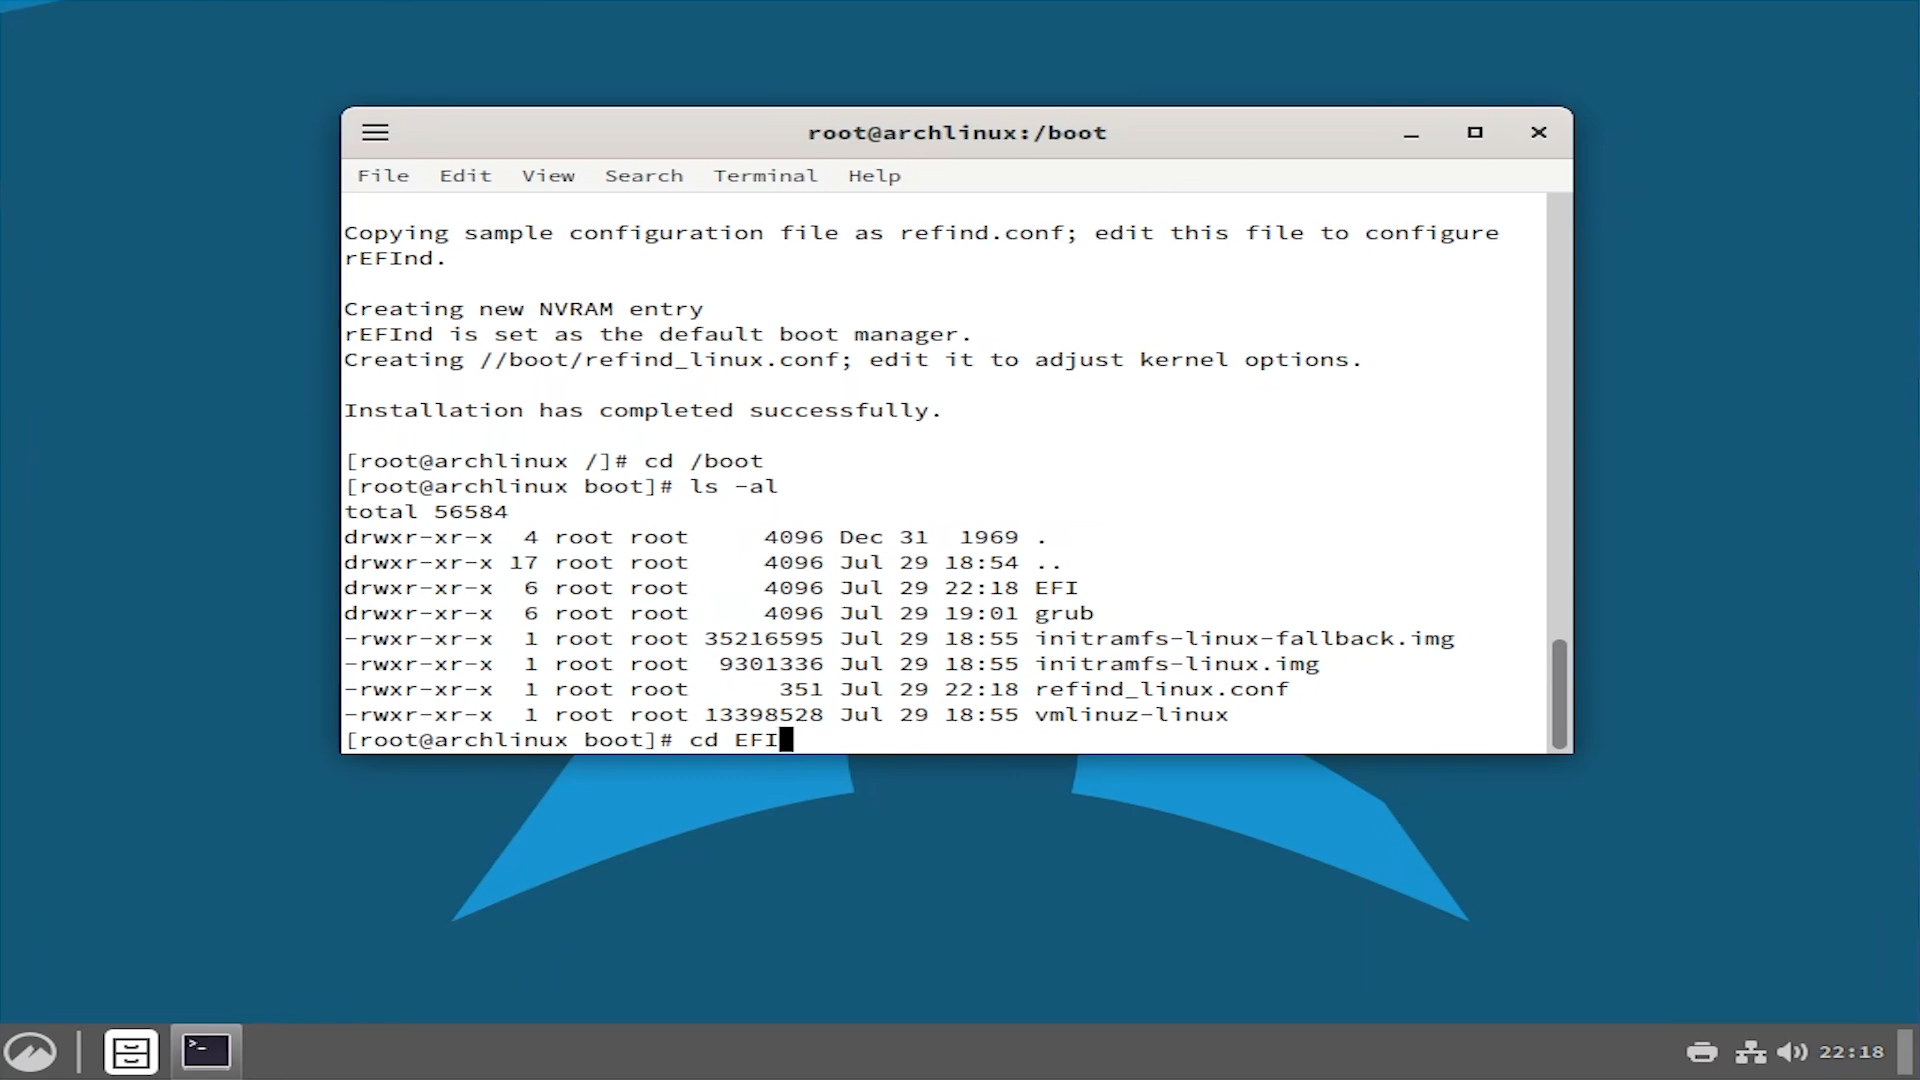 root@archlinux:/boot
File Edit View Search Terminal Help
Copying sample configuration file as refind.conf; edit this file to configure
rEFInd.
Creating new NVRAM entry
rEFInd is set as the default boot manager.
Creating //boot/refind_linux.conf; edit it to adjust kernel options.
Installation has completed successfully.
[root@archlinux /]# cd /boot
[root@archlinux boot]# ls -al
total 56584
drwxr-xr-x  4 root root     4096 Dec 31  1969 .
drwxr-xr-x 17 root root     4096 Jul 29 18:54 ..
drwxr-xr-x  6 root root     4096 Jul 29 22:18 EFI
drwxr-xr-x  6 root root     4096 Jul 29 19:01 grub
-rwxr-xr-x  1 root root 35216595 Jul 29 18:55 initramfs-linux-fallback.img
-rwxr-xr-x  1 root root  9301336 Jul 29 18:55 initramfs-linux.img
-rwxr-xr-x  1 root root      351 Jul 29 22:18 refind_linux.conf
-rwxr-xr-x  1 root root 13398528 Jul 29 18:55 vmlinuz-linux
[root@archlinux boot]# cd EFI
22:18